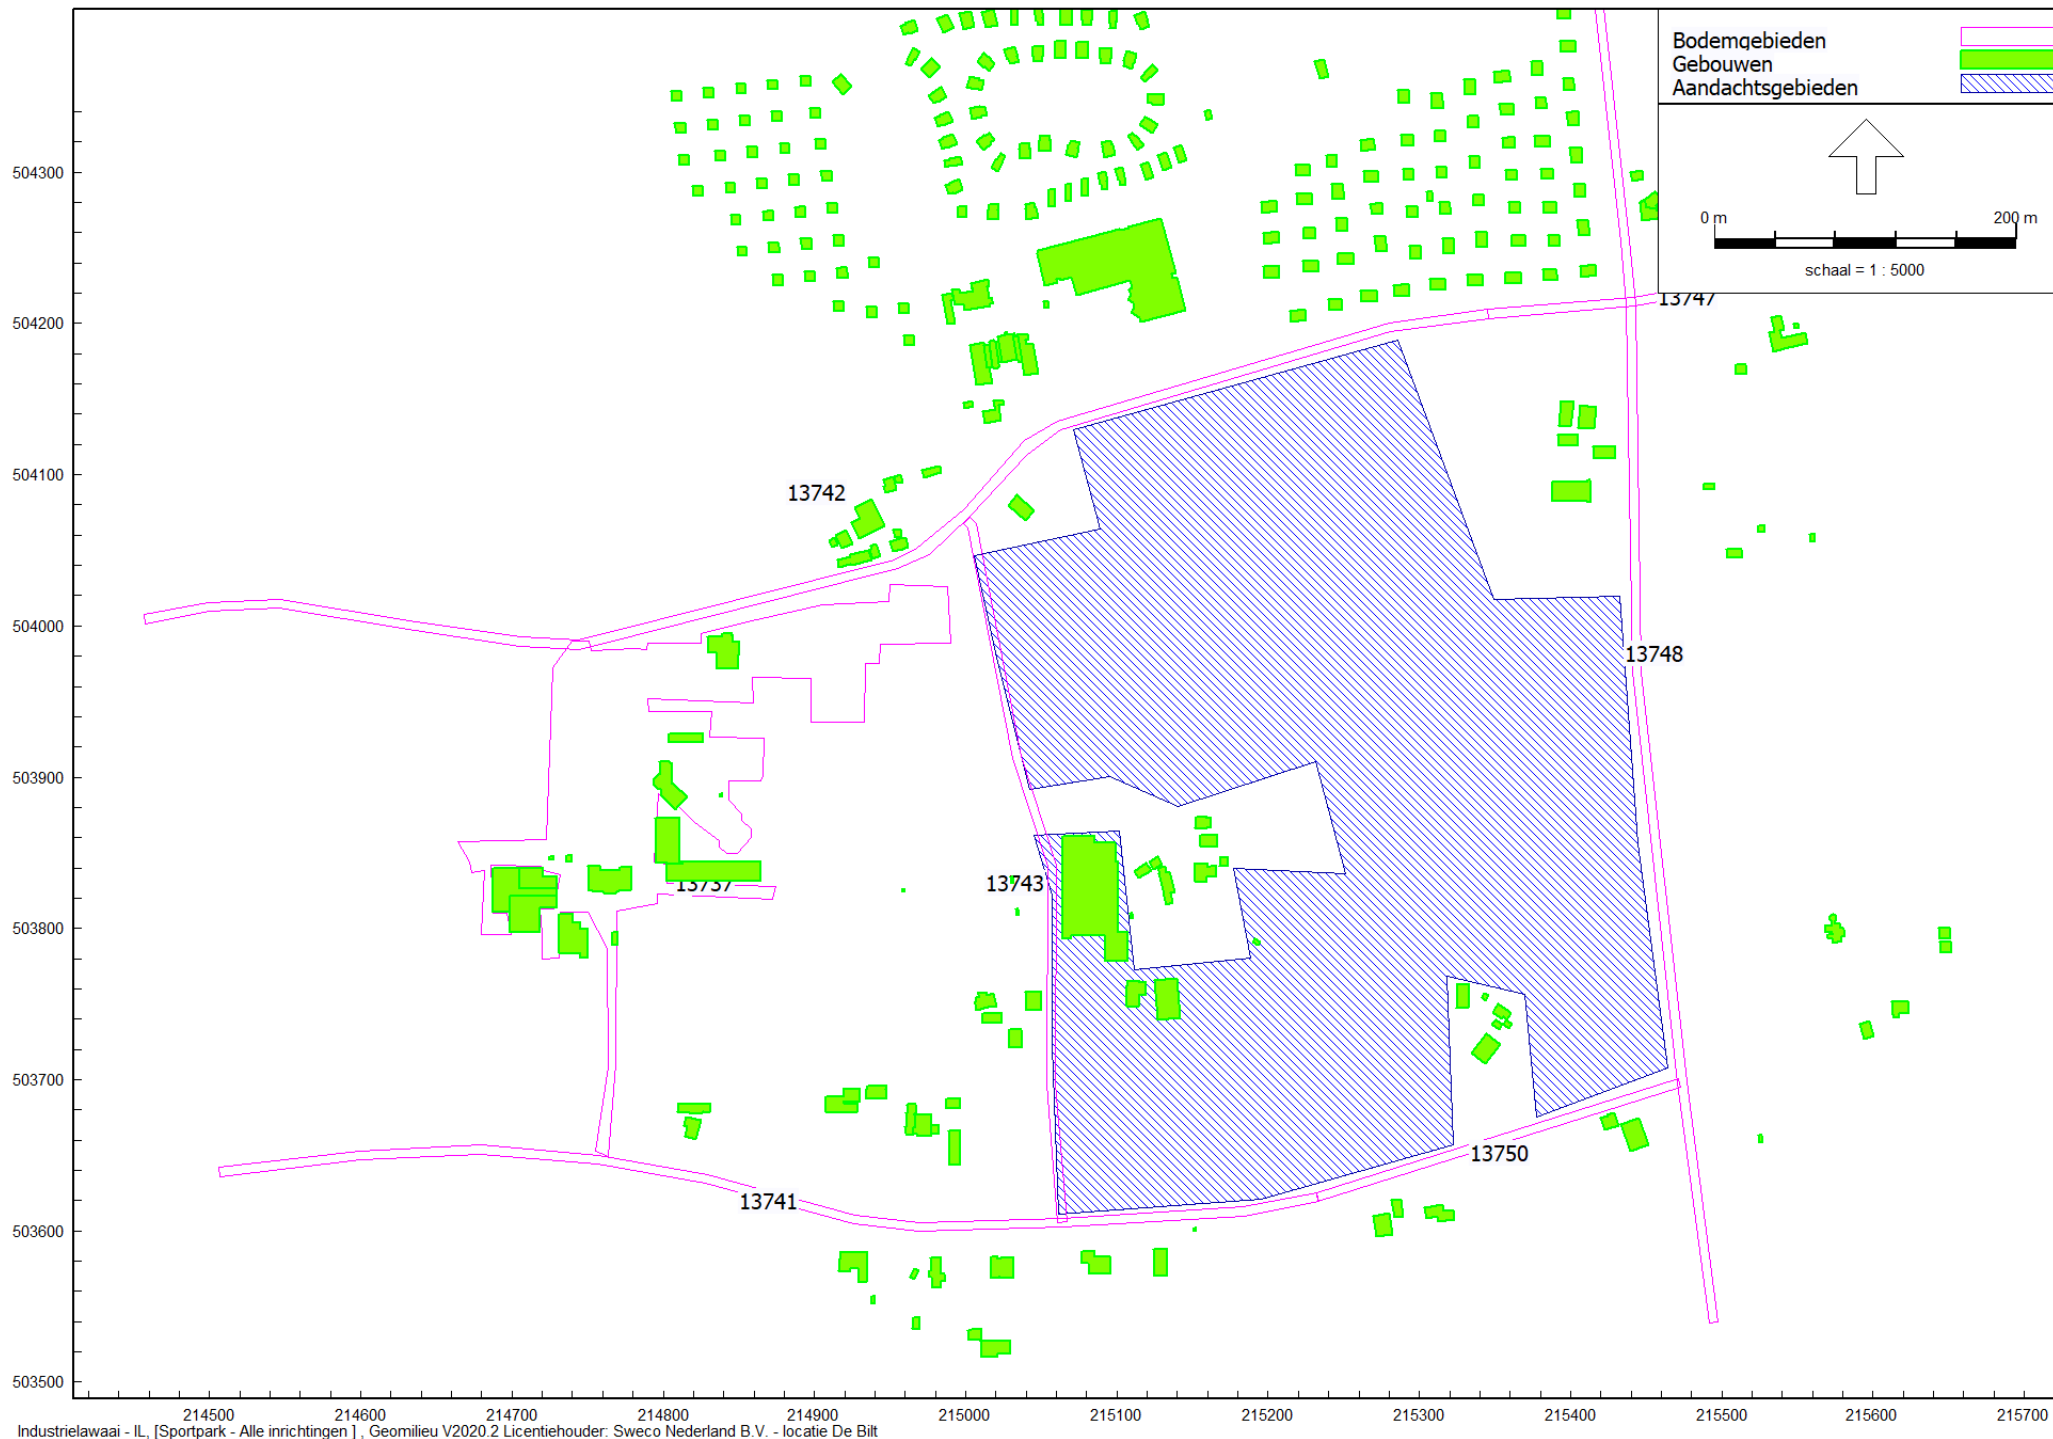 Bodemgebieden
Gebouwen
Aandachtsgebieden
0 m 200 m
schaal = 1 : 5000
504300
504200
504100
504000
503900
503800
503700
503600
503500
13747
13742
13748
13737
13743
13750
13741
214500 214600 214700 214800 214900 215000 215100 215200 215300 215400 215500 215600 215700
Industrielawaai - IL, [Sportpark - Alle inrichtingen ] , Geomilieu V2020.2 Licentiehouder: Sweco Nederland B.V. - locatie De Bilt